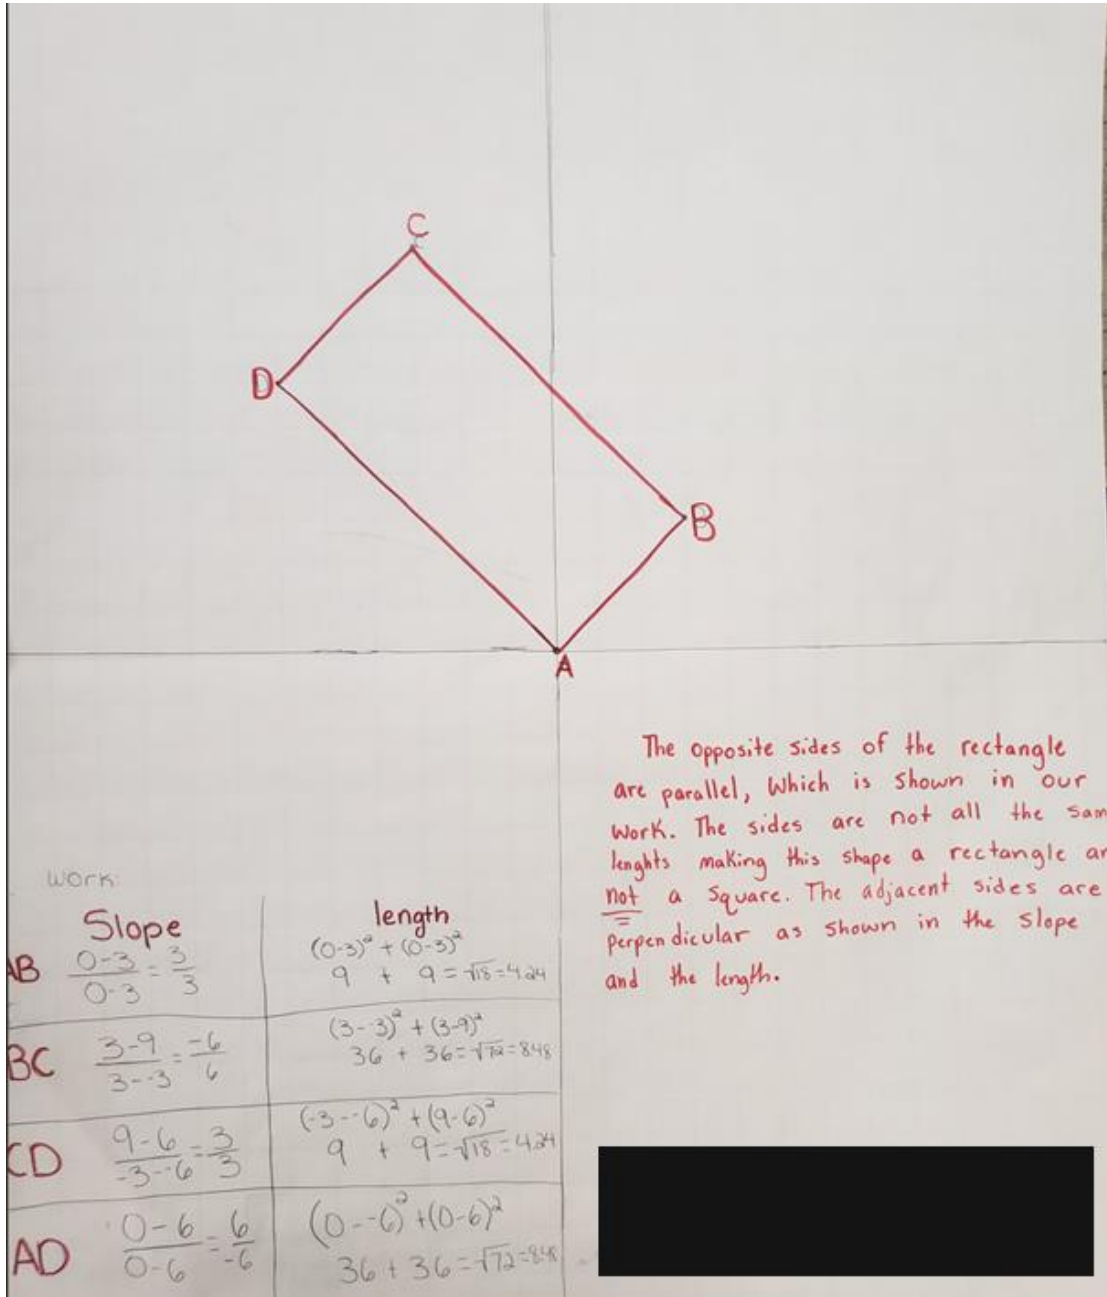 C
D
B
A
The opposite sides of the rectangle
are parallel, Which is shown in our
work. The sides are not all the sam
lenghts making this shape a rectangle an
not a square. The adjacent sides are
perpendicular as shown in the slope
and the length.
work:
Slope
length
AB
0-3/0-3 = 3/3
(0-3)² + (0-3)²
9 + 9 = √18 = 4.24
BC
3-9/3--3 = -6/6
(3--3)² + (3-9)²
36 + 36 = √72 = 8.48
CD
9-6/-3--6 = 3/3
(-3--6)² + (9-6)²
9 + 9 = √18 = 4.24
AD
0-6/0-6 = 6/-6
(0--6)² + (0-6)²
36 + 36 = √72 = 8.48